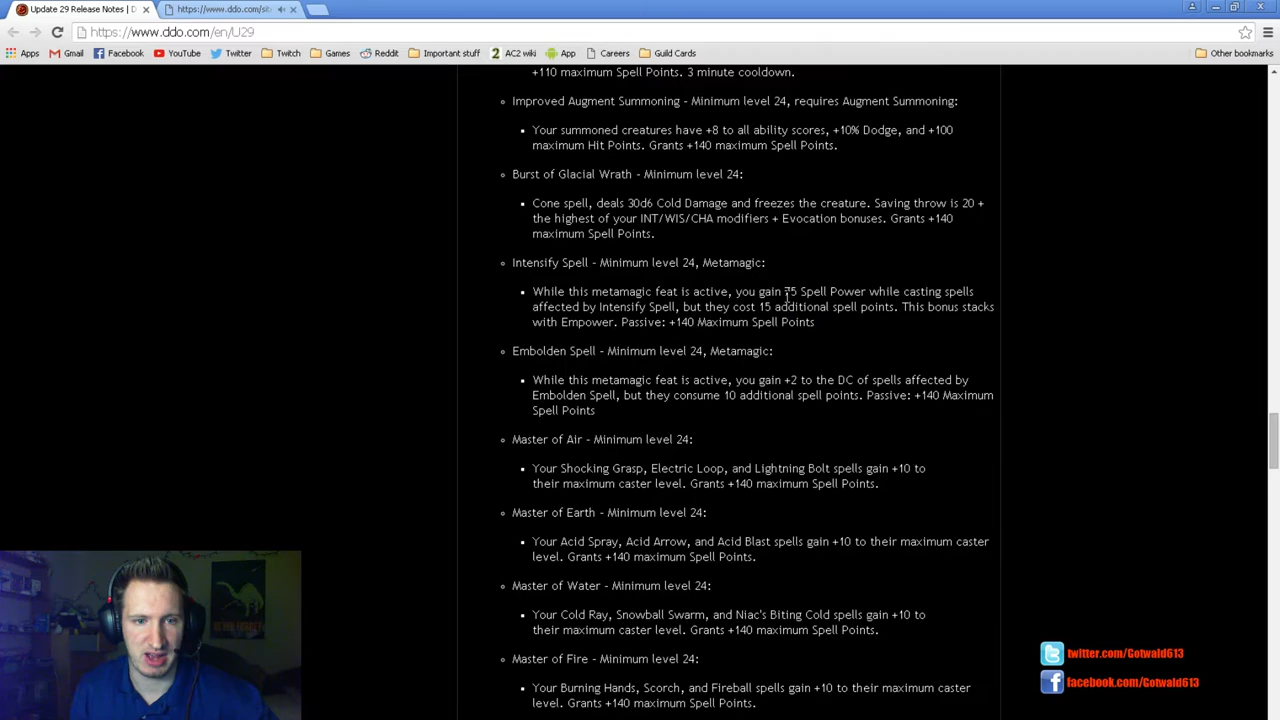 Update 29 Release Notes | D
https://www.ddo.com/sit
https://www.ddo.com/en/U29
Apps Gmail Facebook YouTube Twitter Twitch Games Reddit Important stuff AC2 wiki App Careers Guild Cards Other bookmarks
+110 maximum Spell Points. 3 minute cooldown.
Improved Augment Summoning - Minimum level 24, requires Augment Summoning:
Your summoned creatures have +8 to all ability scores, +10% Dodge, and +100
maximum Hit Points. Grants +140 maximum Spell Points.
Burst of Glacial Wrath - Minimum level 24:
Cone spell, deals 30d6 Cold Damage and freezes the creature. Saving throw is 20 +
the highest of your INT/WIS/CHA modifiers + Evocation bonuses. Grants +140
maximum Spell Points.
Intensify Spell - Minimum level 24, Metamagic:
While this metamagic feat is active, you gain 75 Spell Power while casting spells
affected by Intensify Spell, but they cost 15 additional spell points. This bonus stacks
with Empower. Passive: +140 Maximum Spell Points
Embolden Spell - Minimum level 24, Metamagic:
While this metamagic feat is active, you gain +2 to the DC of spells affected by
Embolden Spell, but they consume 10 additional spell points. Passive: +140 Maximum
Spell Points
Master of Air - Minimum level 24:
Your Shocking Grasp, Electric Loop, and Lightning Bolt spells gain +10 to
their maximum caster level. Grants +140 maximum Spell Points.
Master of Earth - Minimum level 24:
Your Acid Spray, Acid Arrow, and Acid Blast spells gain +10 to their maximum caster
level. Grants +140 maximum Spell Points.
Master of Water - Minimum level 24:
Your Cold Ray, Snowball Swarm, and Niac's Biting Cold spells gain +10 to
their maximum caster level. Grants +140 maximum Spell Points.
Master of Fire - Minimum level 24:
Your Burning Hands, Scorch, and Fireball spells gain +10 to their maximum caster
level. Grants +140 maximum Spell Points.
twitter.com/Gotwald613
facebook.com/Gotwald613